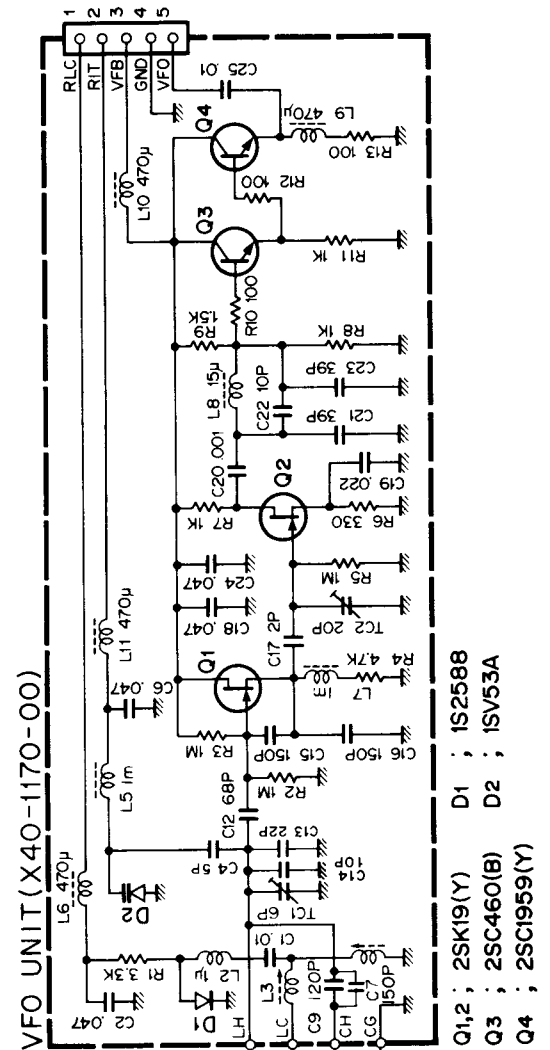 VFO UNIT (X40-1170-00)
1
2
3
4
5
RLC
RIT
VFB
GND
VFO
C25 .01
L10 470µ
Q4
L9
470µ
R13 100
R12 100
Q3
R11 1K
R10 100
R9
1.5K
L8 15µ
R8 1K
C22 10P
C23 39P
C21 39P
C20 .001
Q2
C19
.022
R7 1K
R6 330
C24 .047
C18 .047
R5 1M
TC2 20P
C17 2P
L11 470µ
Q1
R4 4.7K
L7
1m
C6 .047
R3 1M
C15 150P
C16 150P
R2 1M
L5 1m
C12 68P
C13 22P
C14
10P
C4 5P
TC1 6P
D2
L6 470µ
R1 3.3K
L2 1µ
C1 .01
L3
C2 .047
D1
C9 120P
C7
150P
LH
LC
CH
CG
Q1,2 ; 2SK19(Y)
Q3 ; 2SC460(B)
Q4 ; 2SC1959(Y)
D1 ; 1S2588
D2 ; 1SV53A